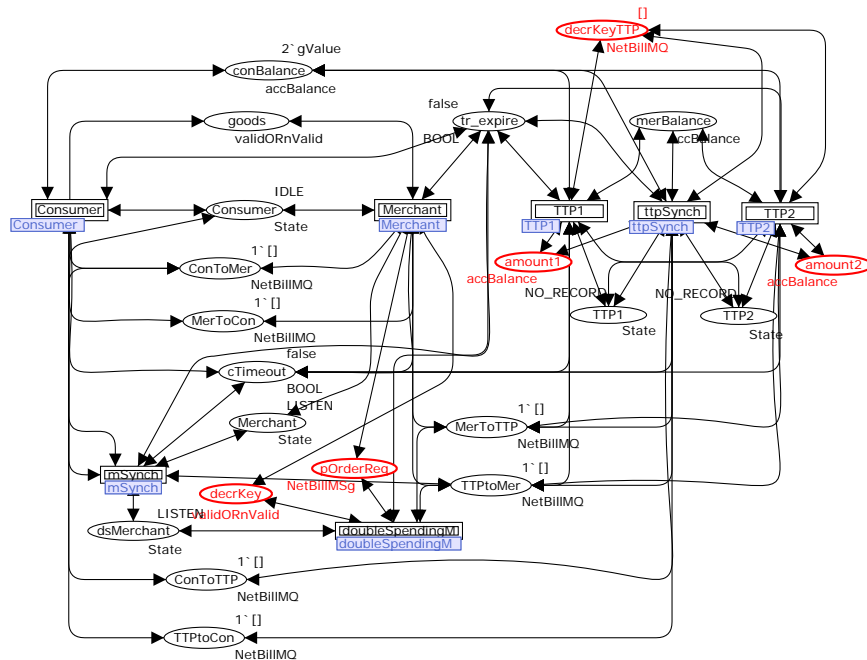 []
decrKeyTTP
NetBillMQ
2`gValue
conBalance
accBalance
false
goods
validORnValid
tr_expire
BOOL
merBalance
accBalance
IDLE
Consumer
Consumer
Consumer
State
Merchant
Merchant
TTP1
TTP1
ttpSynch
ttpSynch
TTP2
TTP2
1`[]
ConToMer
NetBillMQ
amount1
accBalance
amount2
accBalance
1`[]
MerToCon
NetBillMQ
NO_RECORD
TTP1
State
NO_RECORD
TTP2
State
false
cTimeout
BOOL
LISTEN
Merchant
State
1`[]
MerToTTP
NetBillMQ
mSynch
mSynch
pOrderReq
NetBillMSg
1`[]
TTPtoMer
NetBillMQ
decrKey
validORnValid
LISTEN
dsMerchant
State
doubleSpendingM
doubleSpendingM
1`[]
ConToTTP
NetBillMQ
1`[]
TTPtoCon
NetBillMQ